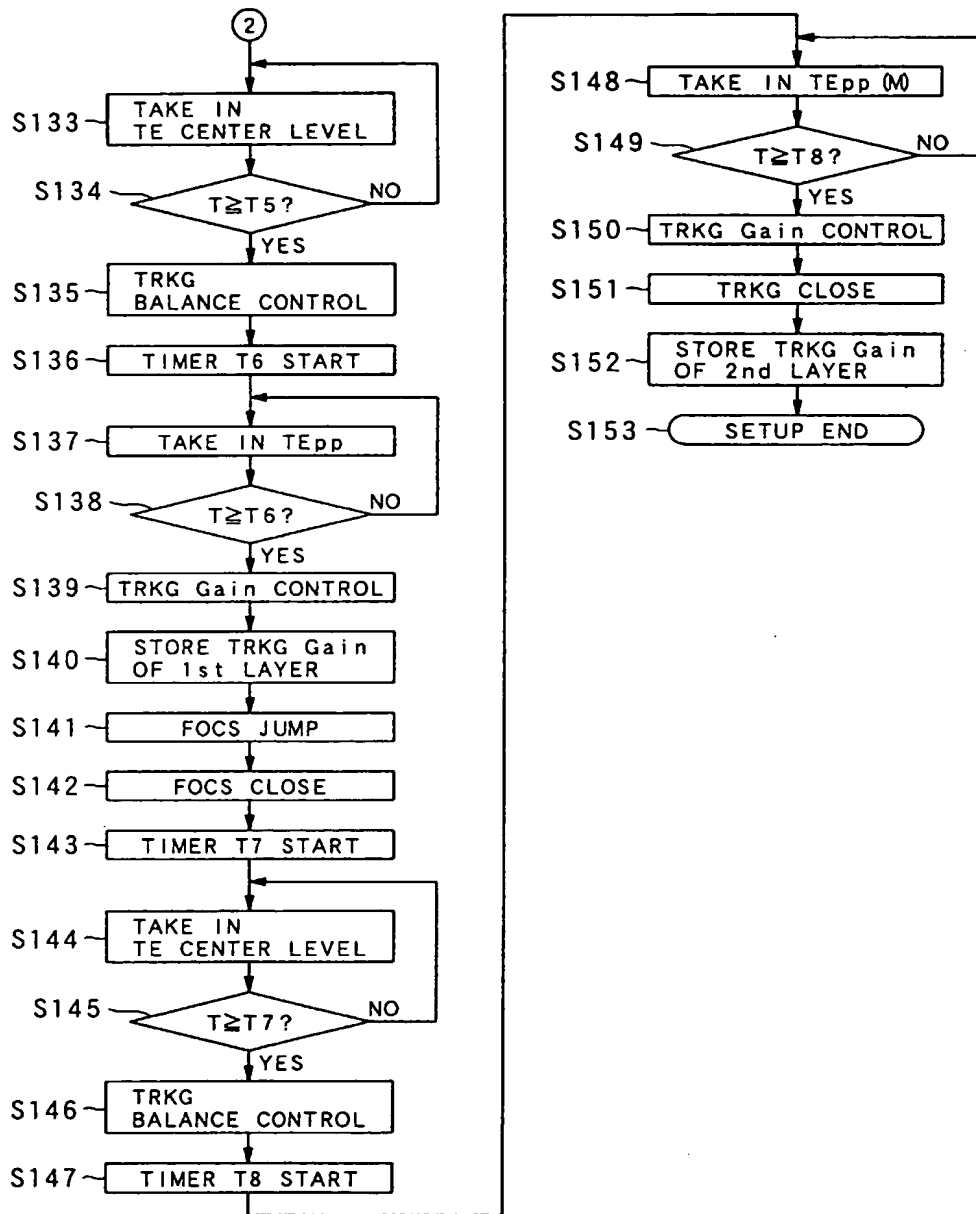 2
S133
TAKE IN
TE CENTER LEVEL
S134
T≧T5?
NO
YES
S135
TRKG
BALANCE CONTROL
S136
TIMER T6 START
S137
TAKE IN TEpp
S138
T≧T6?
NO
YES
S139
TRKG Gain CONTROL
S140
STORE TRKG Gain
OF 1st LAYER
S141
FOCS JUMP
S142
FOCS CLOSE
S143
TIMER T7 START
S144
TAKE IN
TE CENTER LEVEL
S145
T≧T7?
NO
YES
S146
TRKG
BALANCE CONTROL
S147
TIMER T8 START
S148
TAKE IN TEpp(M)
S149
T≧T8?
NO
YES
S150
TRKG Gain CONTROL
S151
TRKG CLOSE
S152
STORE TRKG Gain
OF 2nd LAYER
S153
SETUP END